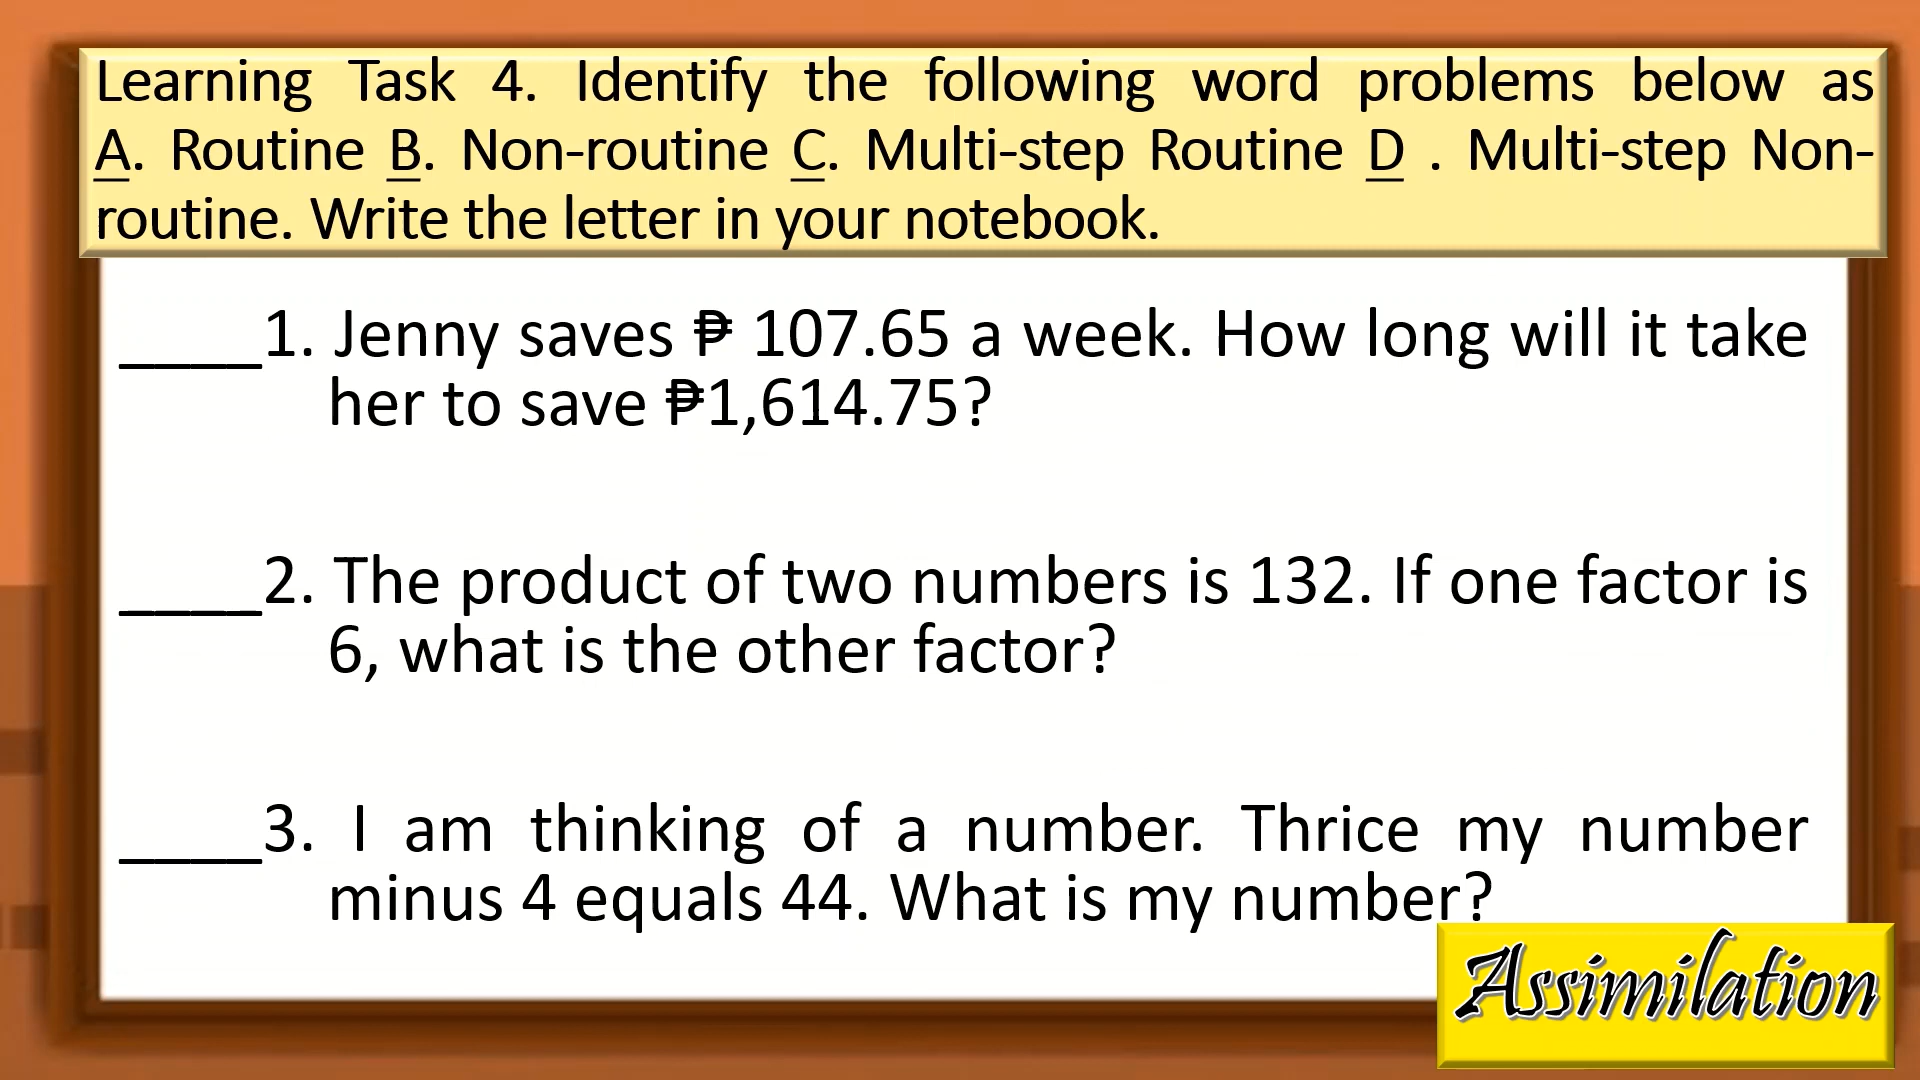 Learning Task 4. Identify the following word problems below as
A. Routine B. Non-routine C. Multi-step Routine D . Multi-step Non-
routine. Write the letter in your notebook.
____1. Jenny saves ₱ 107.65 a week. How long will it take
her to save ₱1,614.75?
____2. The product of two numbers is 132. If one factor is
6, what is the other factor?
____3. I am thinking of a number. Thrice my number
minus 4 equals 44. What is my number?
Assimilation